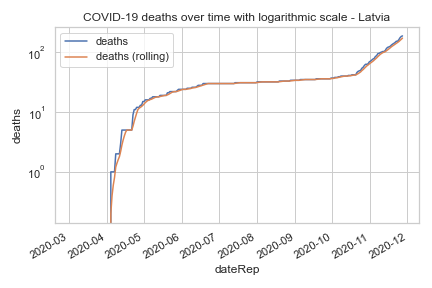 COVID-19 deaths over time with logarithmic scale - Latvia
deaths
deaths (rolling)
10²
10¹
10⁰
deaths
2020-03
2020-04
2020-05
2020-06
2020-07
2020-08
2020-09
2020-10
2020-11
2020-12
dateRep